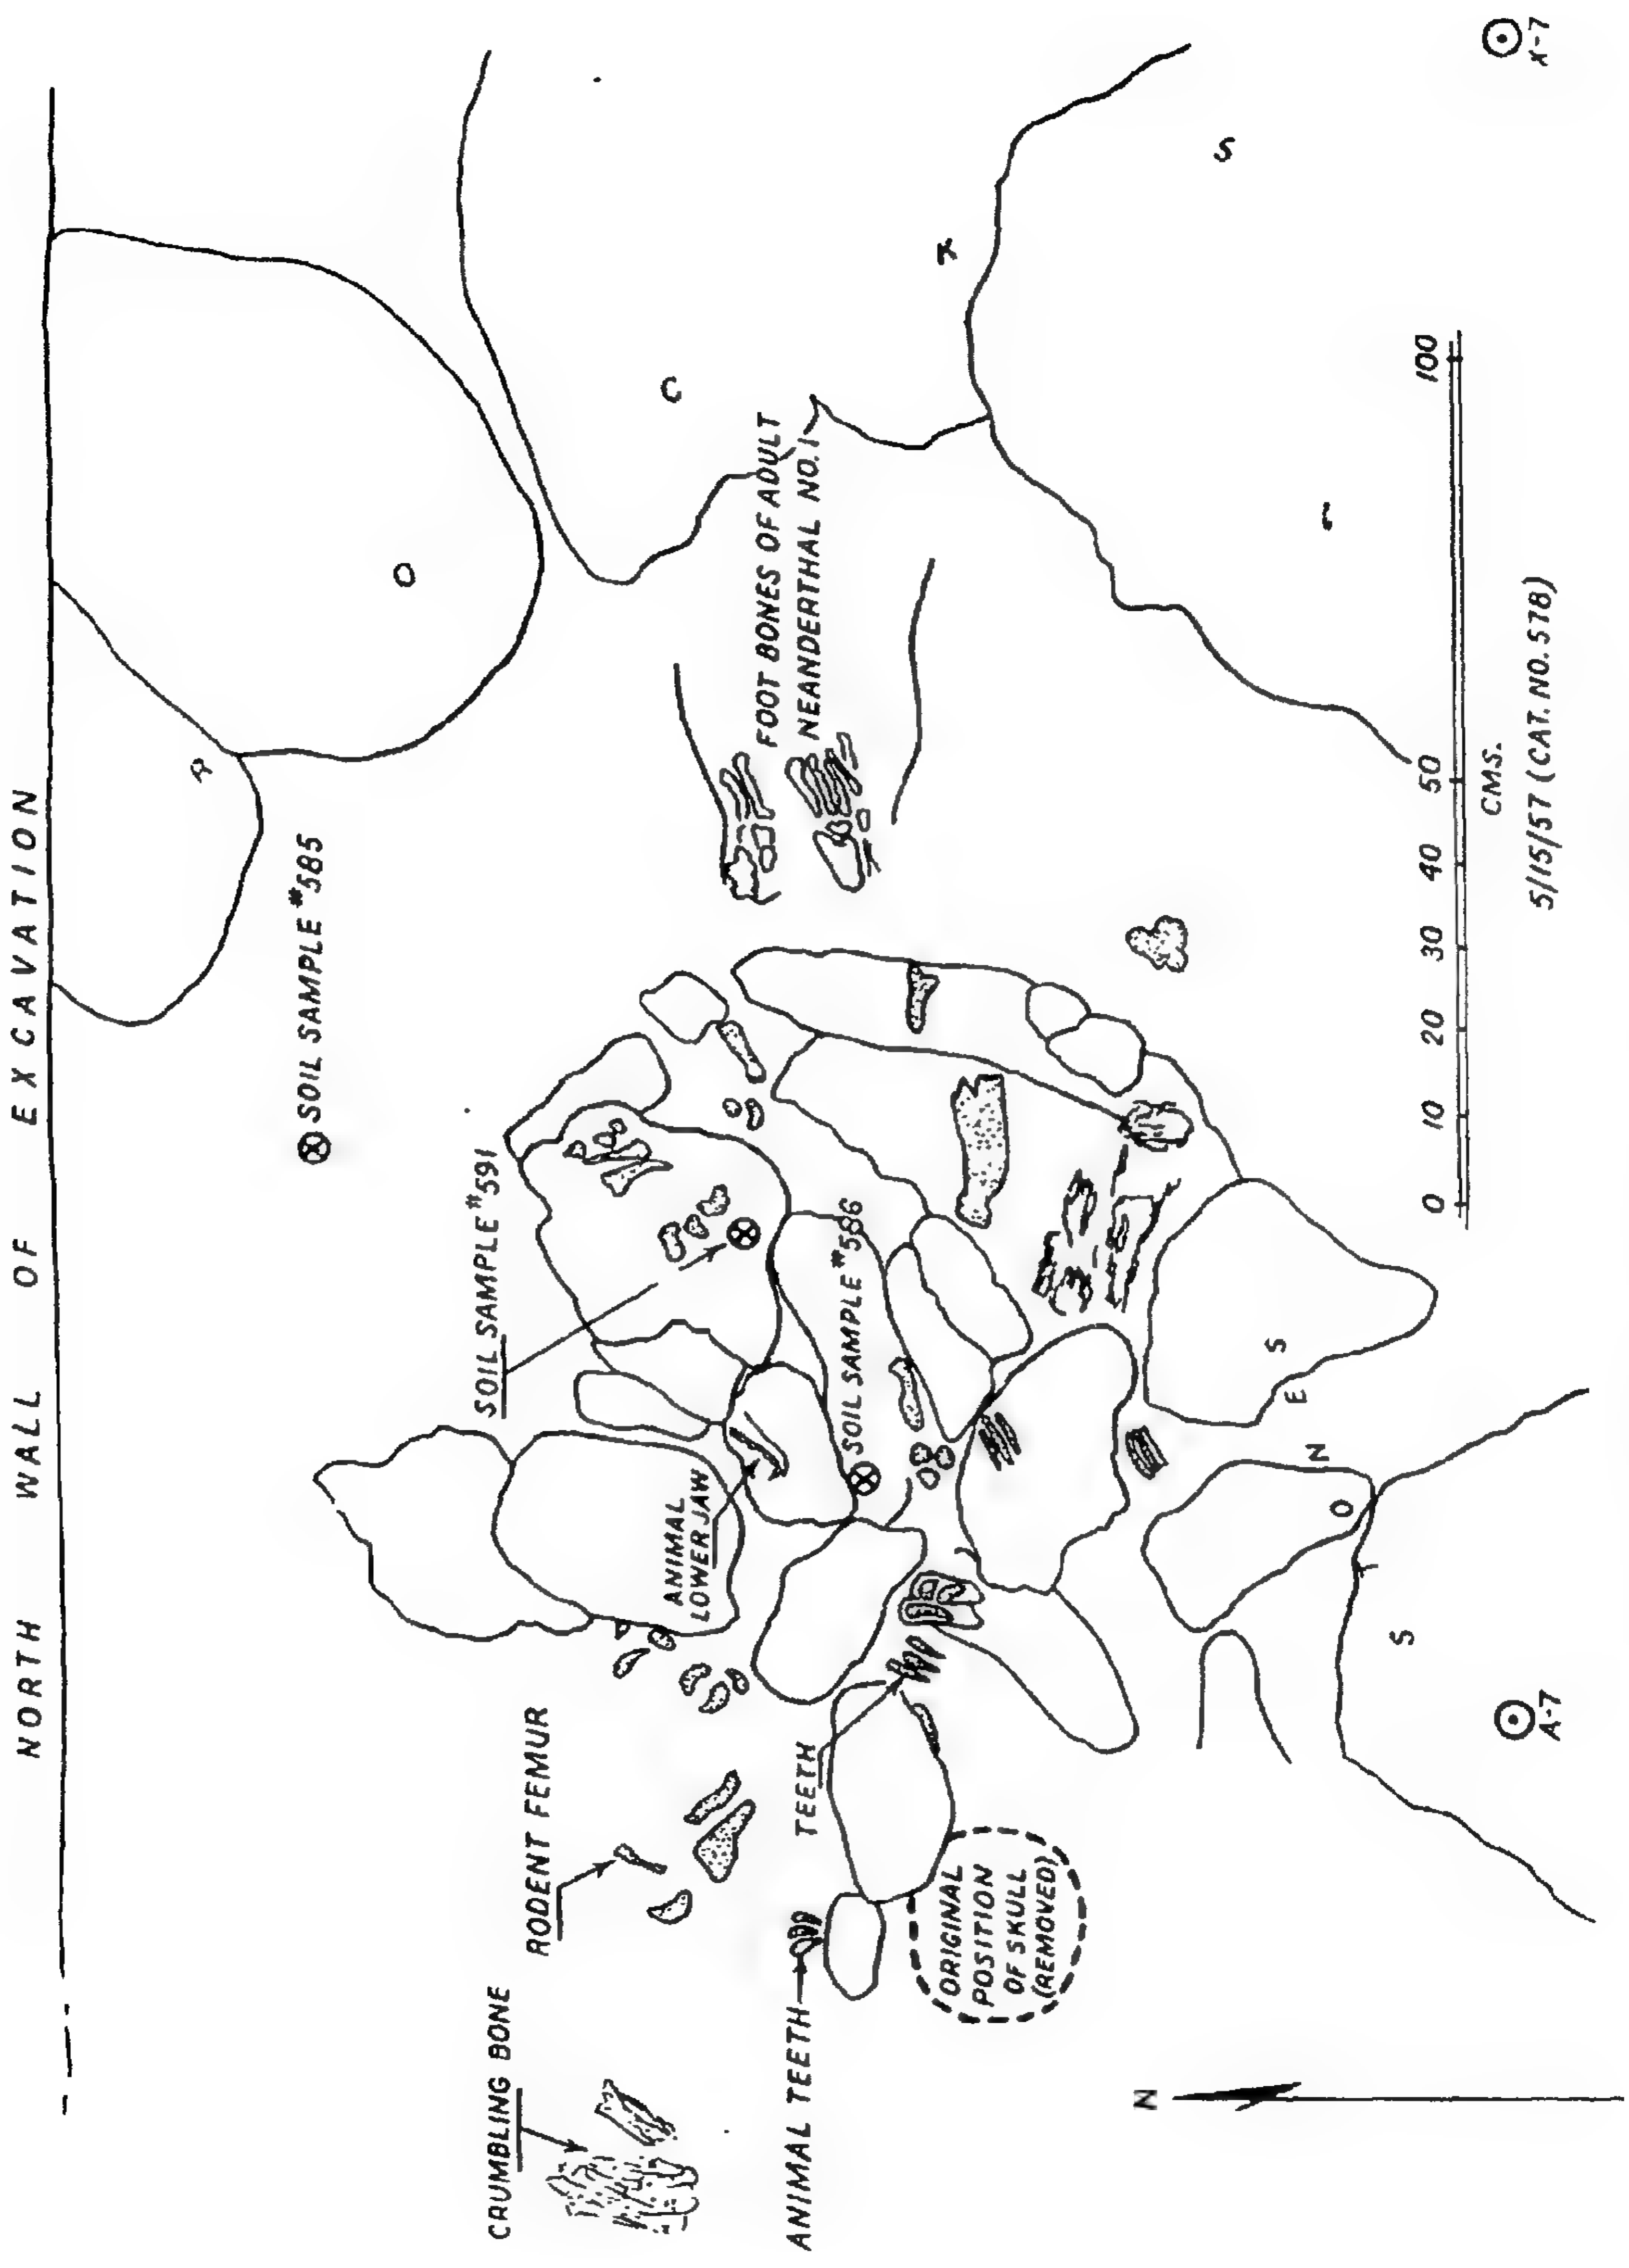 NORTH WALL OF EXCAVATION
R
O
C
K
S
⊗ SOIL SAMPLE #585
SOIL SAMPLE #591
CRUMBLING BONE
RODENT FEMUR
ANIMAL
LOWER JAW
FOOT BONES OF ADULT
NEANDERTHAL NO. 1
ANIMAL TEETH
TEETH
⊗ SOIL SAMPLE #586
ORIGINAL
POSITION
OF SKULL
(REMOVED)
N
S T O N E S
0 10 20 30 40 50 100
CMS.
A-7
X-7
5/15/57 (CAT. NO. 578)